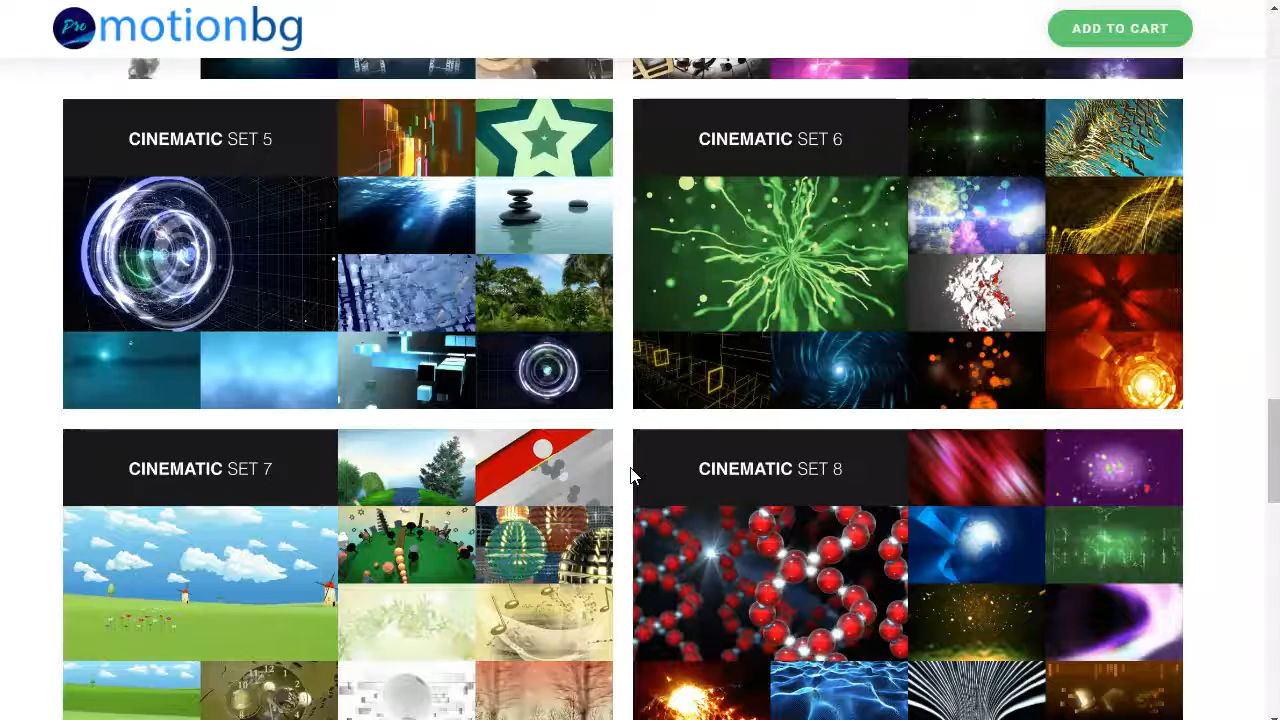 Pro motionbg
ADD TO CART
CINEMATIC SET 5
CINEMATIC SET 6
CINEMATIC SET 7
CINEMATIC SET 8